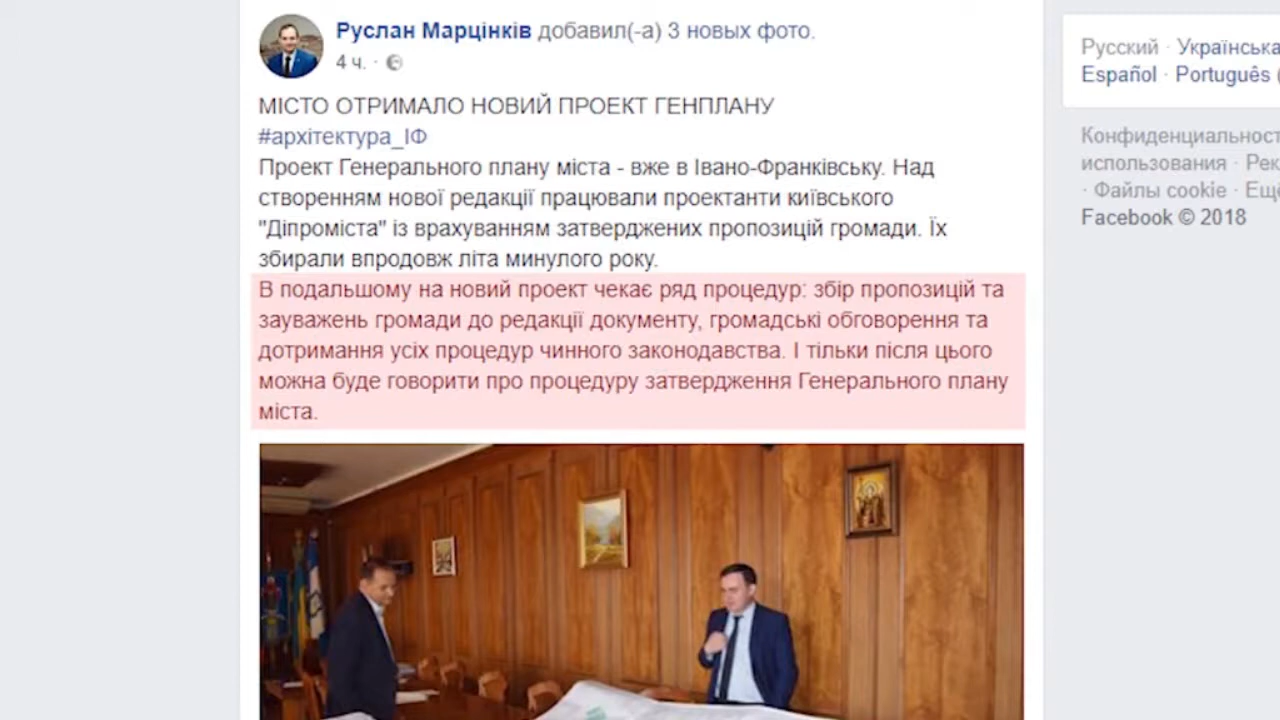 Руслан Марцінків добавил(-а) 3 новых фото.
4 ч. ·
МІСТО ОТРИМАЛО НОВИЙ ПРОЕКТ ГЕНПЛАНУ
#архітектура_ІФ
Проект Генерального плану міста - вже в Івано-Франківську. Над
створенням нової редакції працювали проектанти київського
"Діпроміста" із врахуванням затверджених пропозицій громади. Їх
збирали впродовж літа минулого року.
В подальшому на новий проект чекає ряд процедур: збір пропозицій та
зауважень громади до редакції документу, громадські обговорення та
дотримання усіх процедур чинного законодавства. І тільки після цього
можна буде говорити про процедуру затвердження Генерального плану
міста.
Русский · Українська
Español · Português (
Конфиденциальност
использования · Рек
· Файлы cookie · Ещё
Facebook © 2018